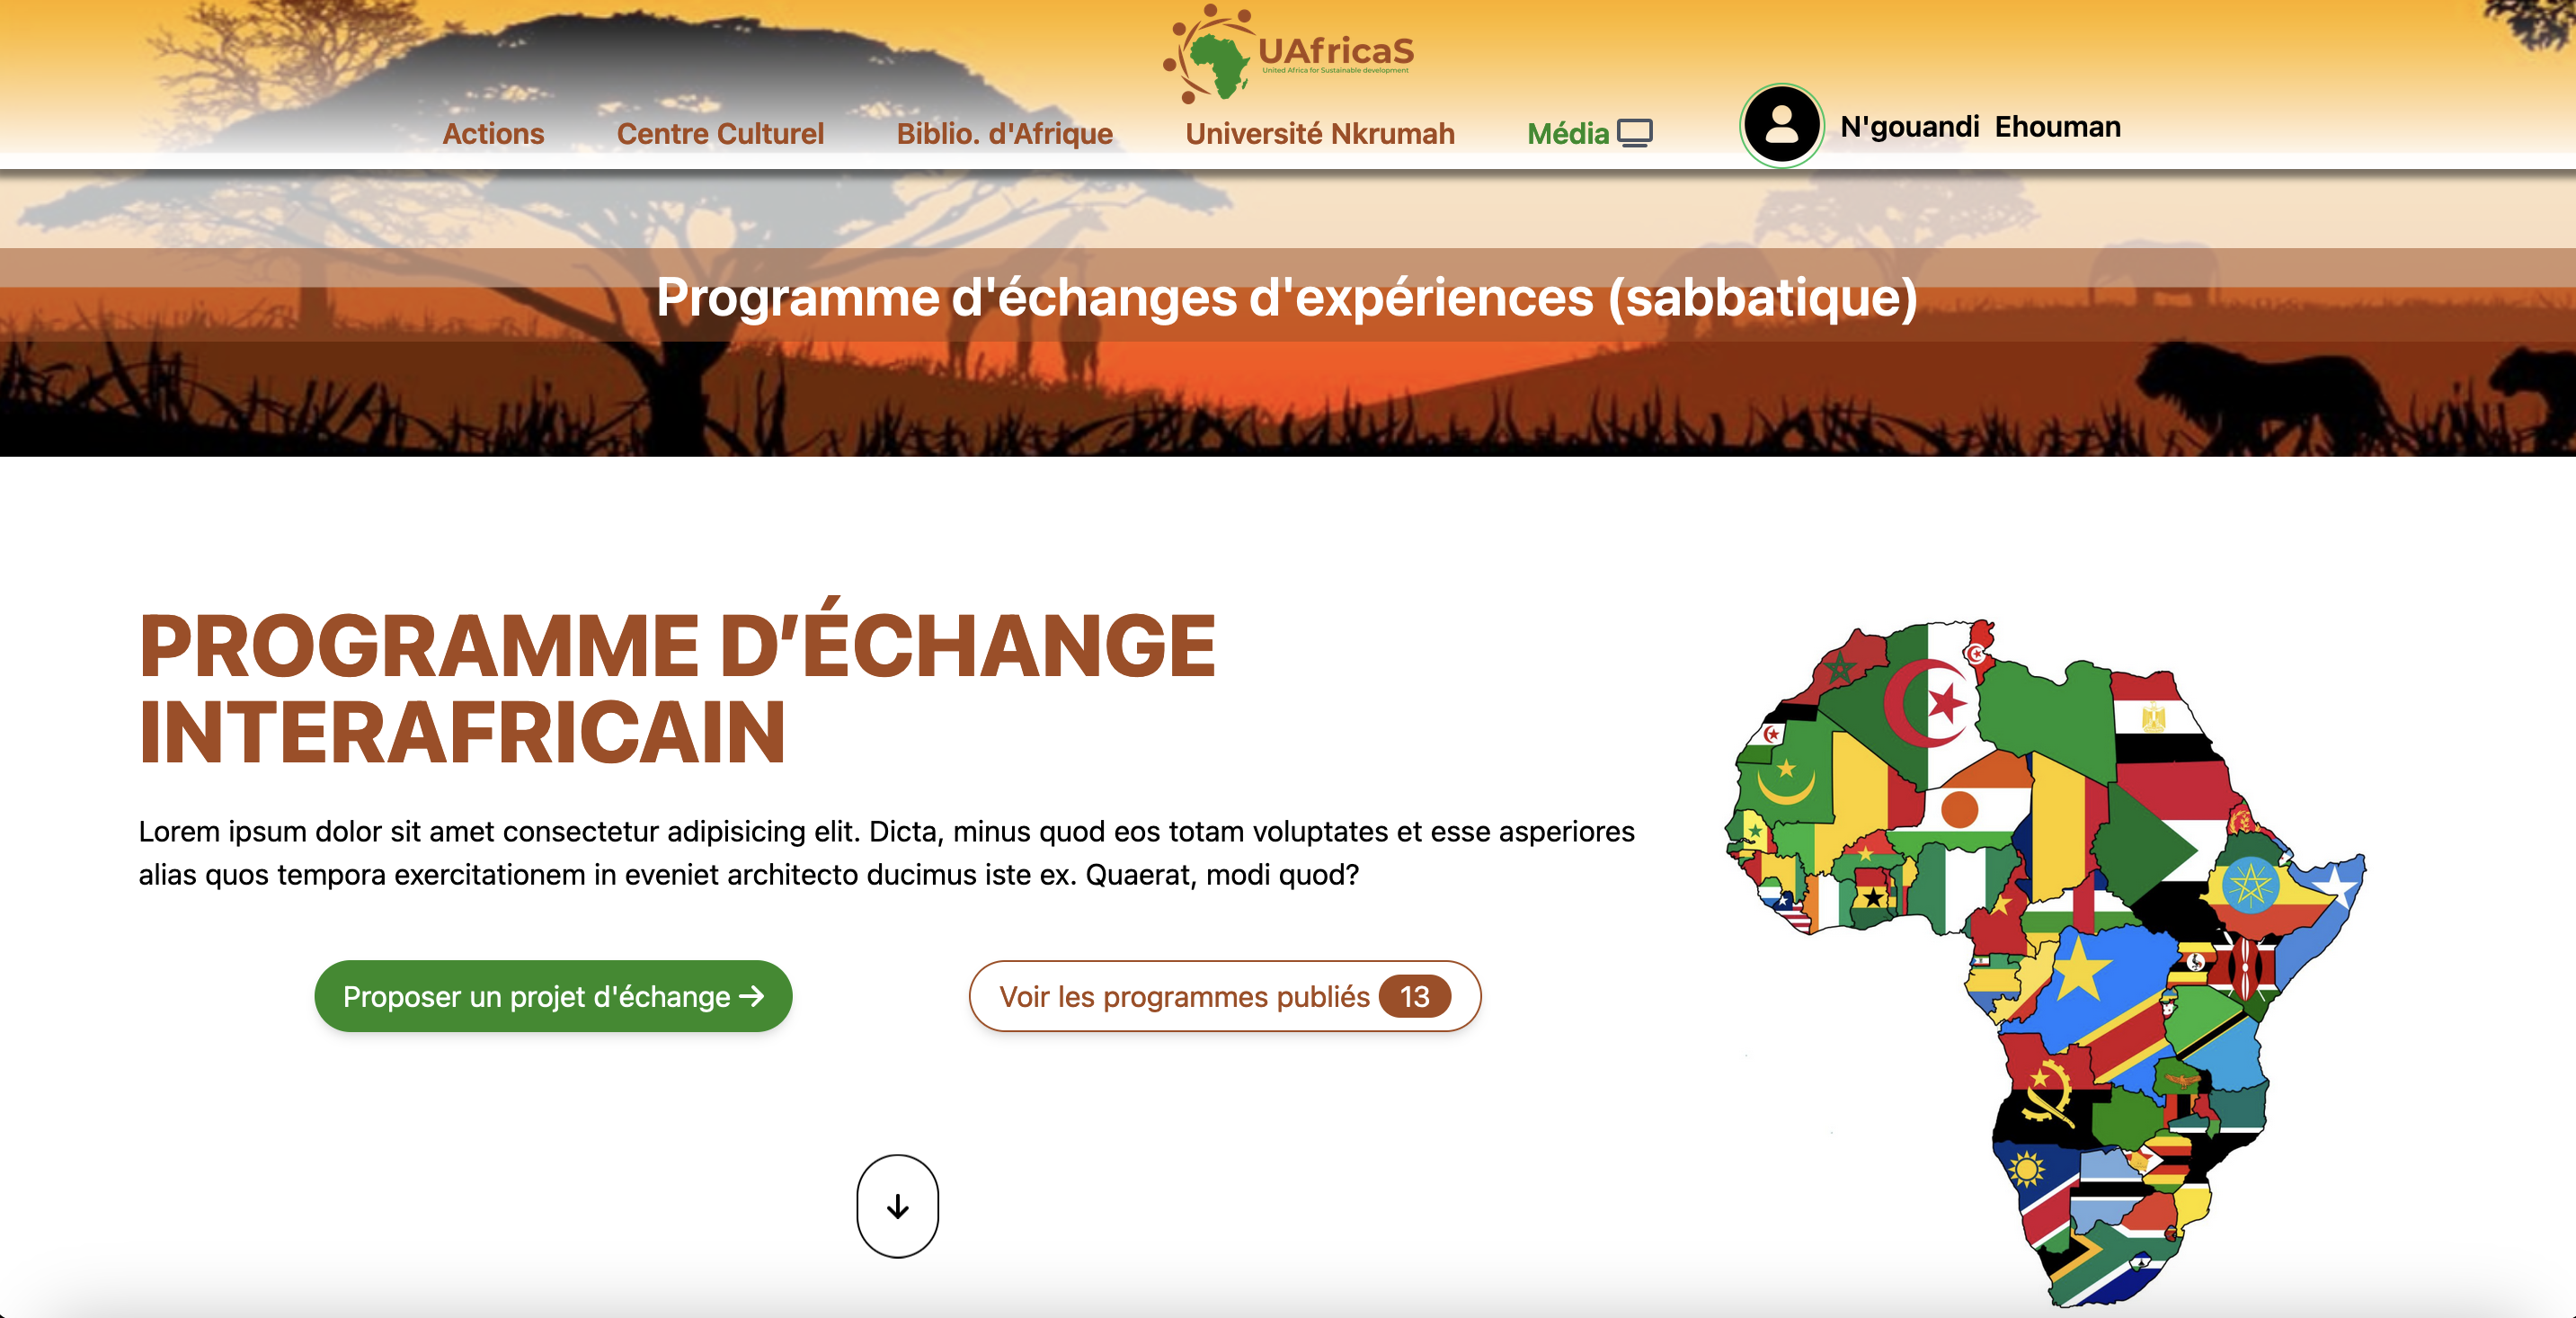 UAfricaS
United Africa for Sustainable development
Actions
Centre Culturel
Biblio. d'Afrique
Université Nkrumah
Média
N'gouandi Ehouman
Programme d'échanges d'expériences (sabbatique)
PROGRAMME D’ÉCHANGE
INTERAFRICAIN
Lorem ipsum dolor sit amet consectetur adipisicing elit. Dicta, minus quod eos totam voluptates et esse asperiores
alias quos tempora exercitationem in eveniet architecto ducimus iste ex. Quaerat, modi quod?
Proposer un projet d'échange →
Voir les programmes publiés 13